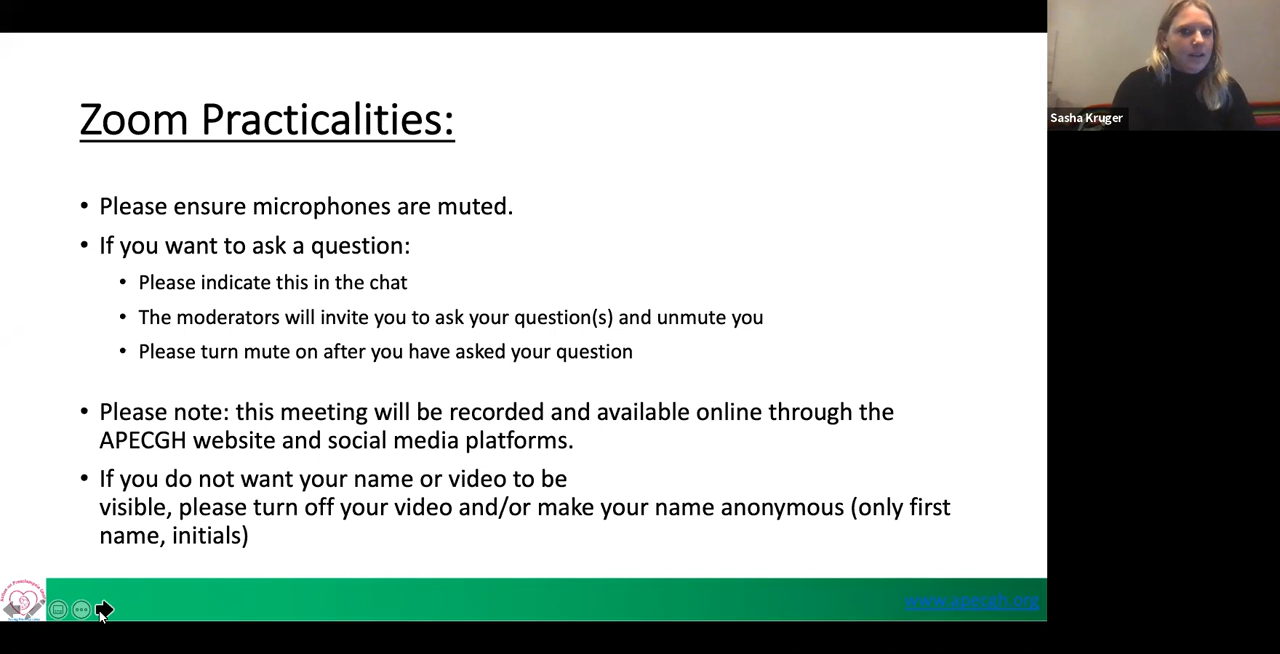 Zoom Practicalities:
Sasha Kruger
• Please ensure microphones are muted.
• If you want to ask a question:
• Please indicate this in the chat
• The moderators will invite you to ask your question(s) and unmute you
• Please turn mute on after you have asked your question
• Please note: this meeting will be recorded and available online through the
APECGH website and social media platforms.
• If you do not want your name or video to be
visible, please turn off your video and/or make your name anonymous (only first
name, initials)
www.apecgh.org